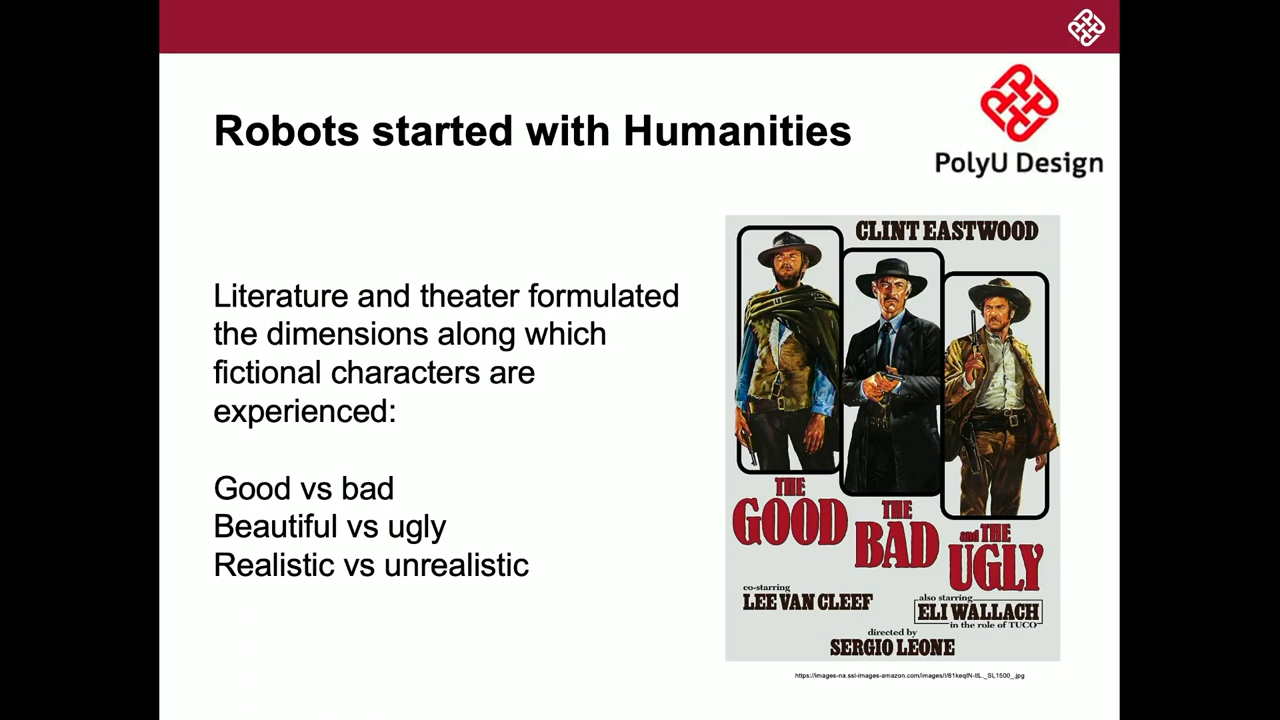 Robots started with Humanities
PolyU Design
Literature and theater formulated
the dimensions along which
fictional characters are
experienced:
Good vs bad
Beautiful vs ugly
Realistic vs unrealistic
CLINT EASTWOOD
THE
GOOD
THE
BAD
and THE
UGLY
co-starring
LEE VAN CLEEF
also starring
ELI WALLACH
in the role of TUCO
directed by
SERGIO LEONE